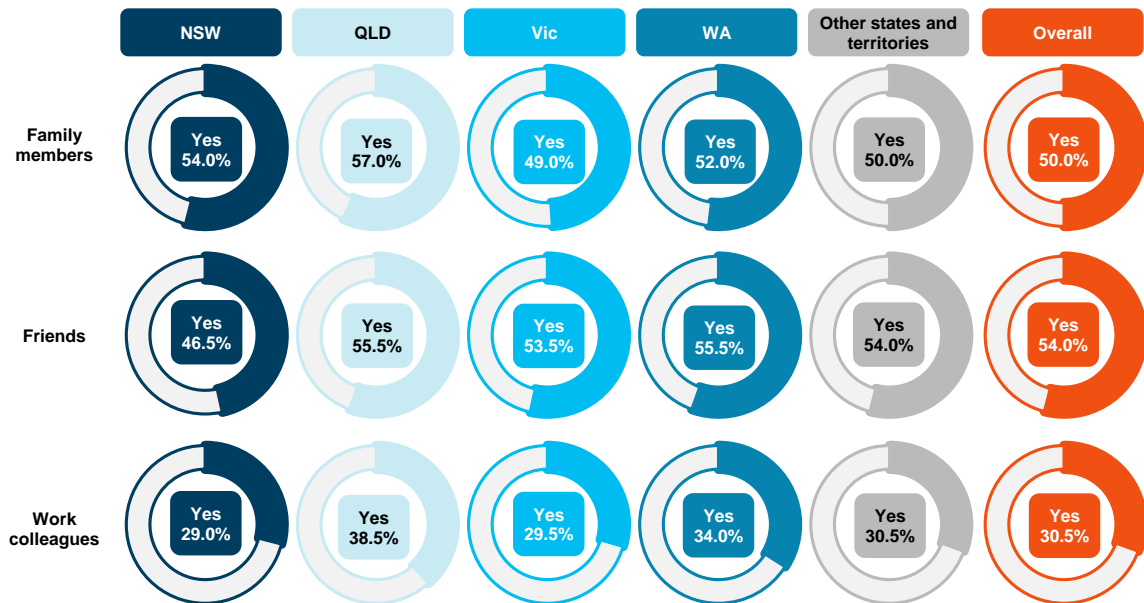 NSW
QLD
Vic
WA
Other states and
territories
Overall
Family
members
Yes
54.0%
Yes
57.0%
Yes
49.0%
Yes
52.0%
Yes
50.0%
Yes
50.0%
Friends
Yes
46.5%
Yes
55.5%
Yes
53.5%
Yes
55.5%
Yes
54.0%
Yes
54.0%
Work
colleagues
Yes
29.0%
Yes
38.5%
Yes
29.5%
Yes
34.0%
Yes
30.5%
Yes
30.5%